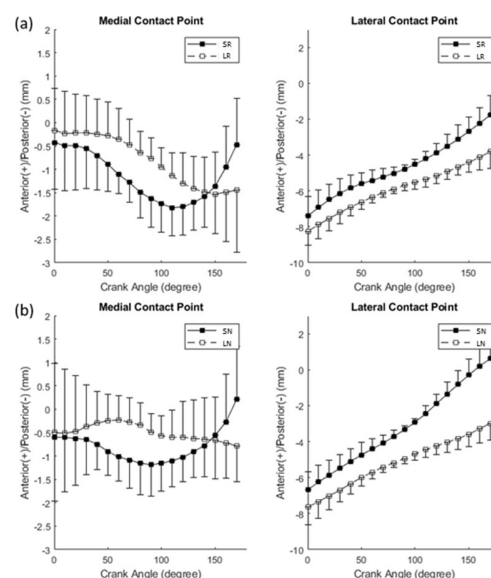 (a)
Medial Contact Point
Anterior(+)/Posterior(-) (mm)
2
1.5
1
0.5
0
-0.5
-1
-1.5
-2
-2.5
-3
SR
LR
0 50 100 150
Crank Angle (degree)
Lateral Contact Point
Anterior(+)/Posterior(-) (mm)
2
0
-2
-4
-6
-8
-10
SR
LR
0 50 100 150
Crank Angle (degree)
(b)
Medial Contact Point
Anterior(+)/Posterior(-) (mm)
2
1.5
1
0.5
0
-0.5
-1
-1.5
-2
-2.5
-3
SN
LN
0 50 100 150
Crank Angle (degree)
Lateral Contact Point
Anterior(+)/Posterior(-) (mm)
2
0
-2
-4
-6
-8
-10
SN
LN
0 50 100 150
Crank Angle (degree)